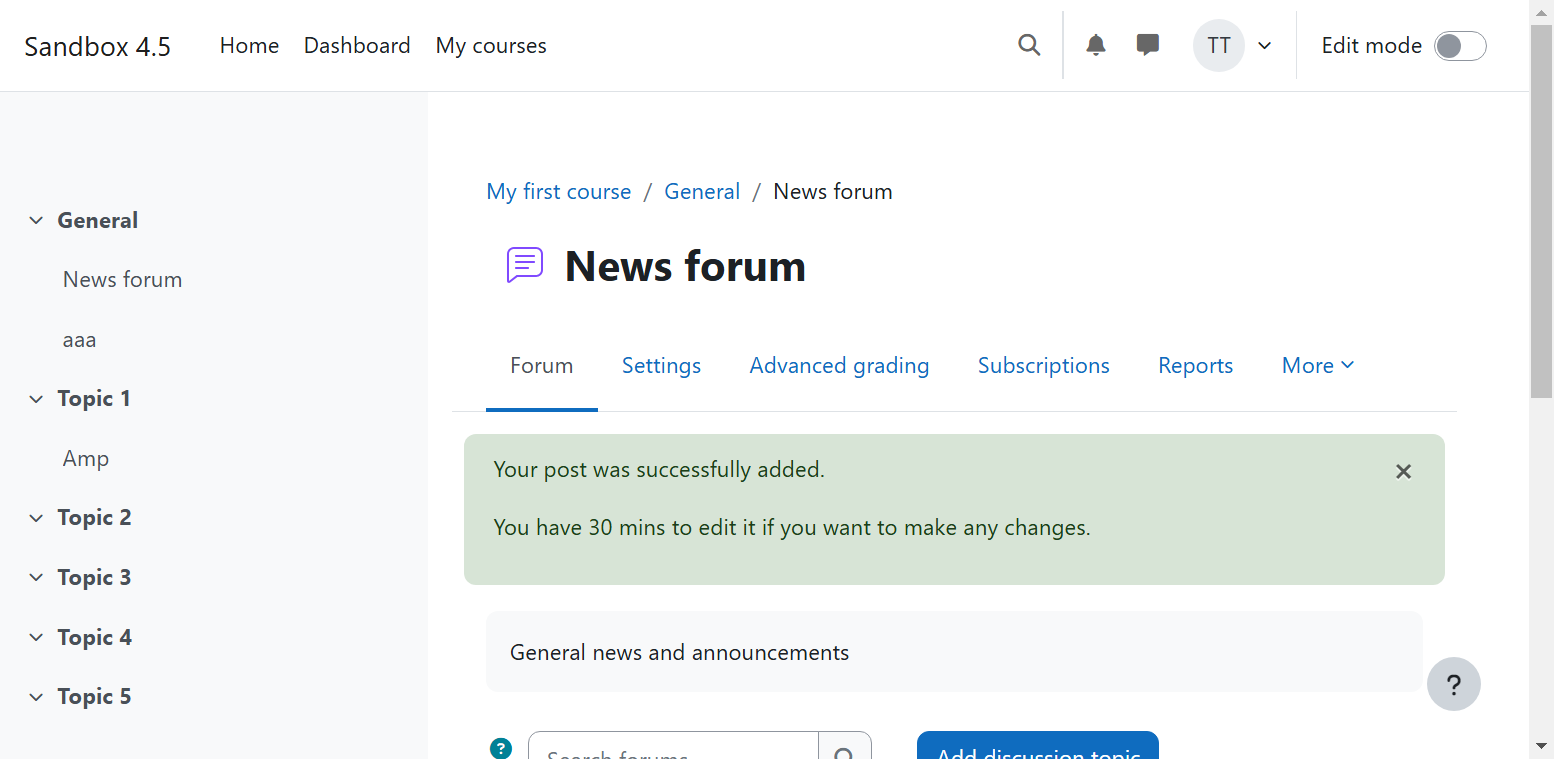 Sandbox 4.5 Home Dashboard My courses TT Edit mode
General
News forum
aaa
Topic 1
Amp
Topic 2
Topic 3
Topic 4
Topic 5
My first course / General / News forum
News forum
Forum Settings Advanced grading Subscriptions Reports More
Your post was successfully added.
You have 30 mins to edit it if you want to make any changes.
General news and announcements
?
? Search forums Add discussion topic